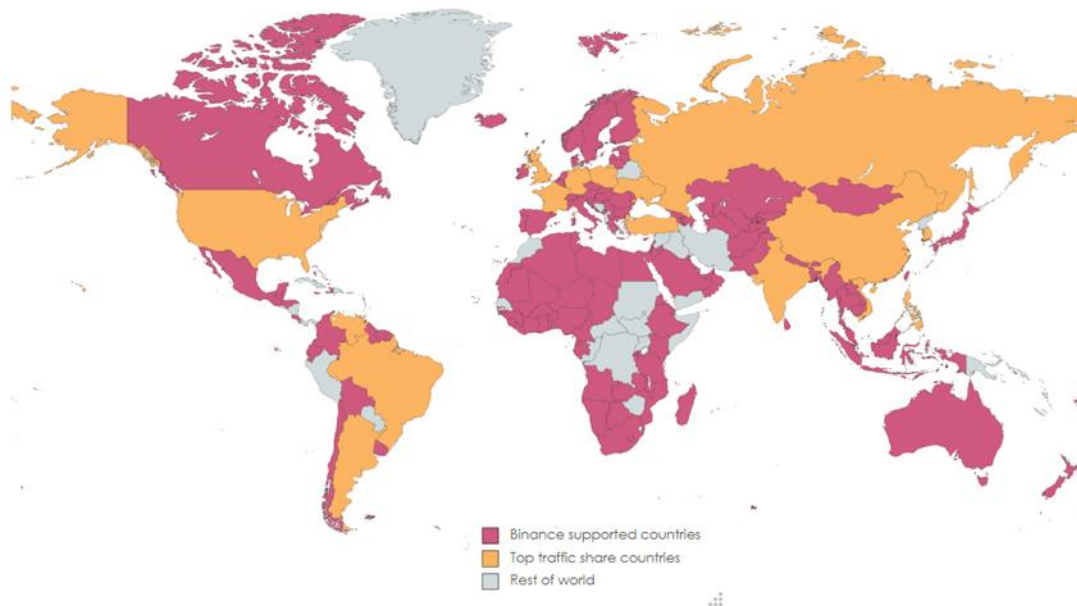 Binance supported countries
Top traffic share countries
Rest of world